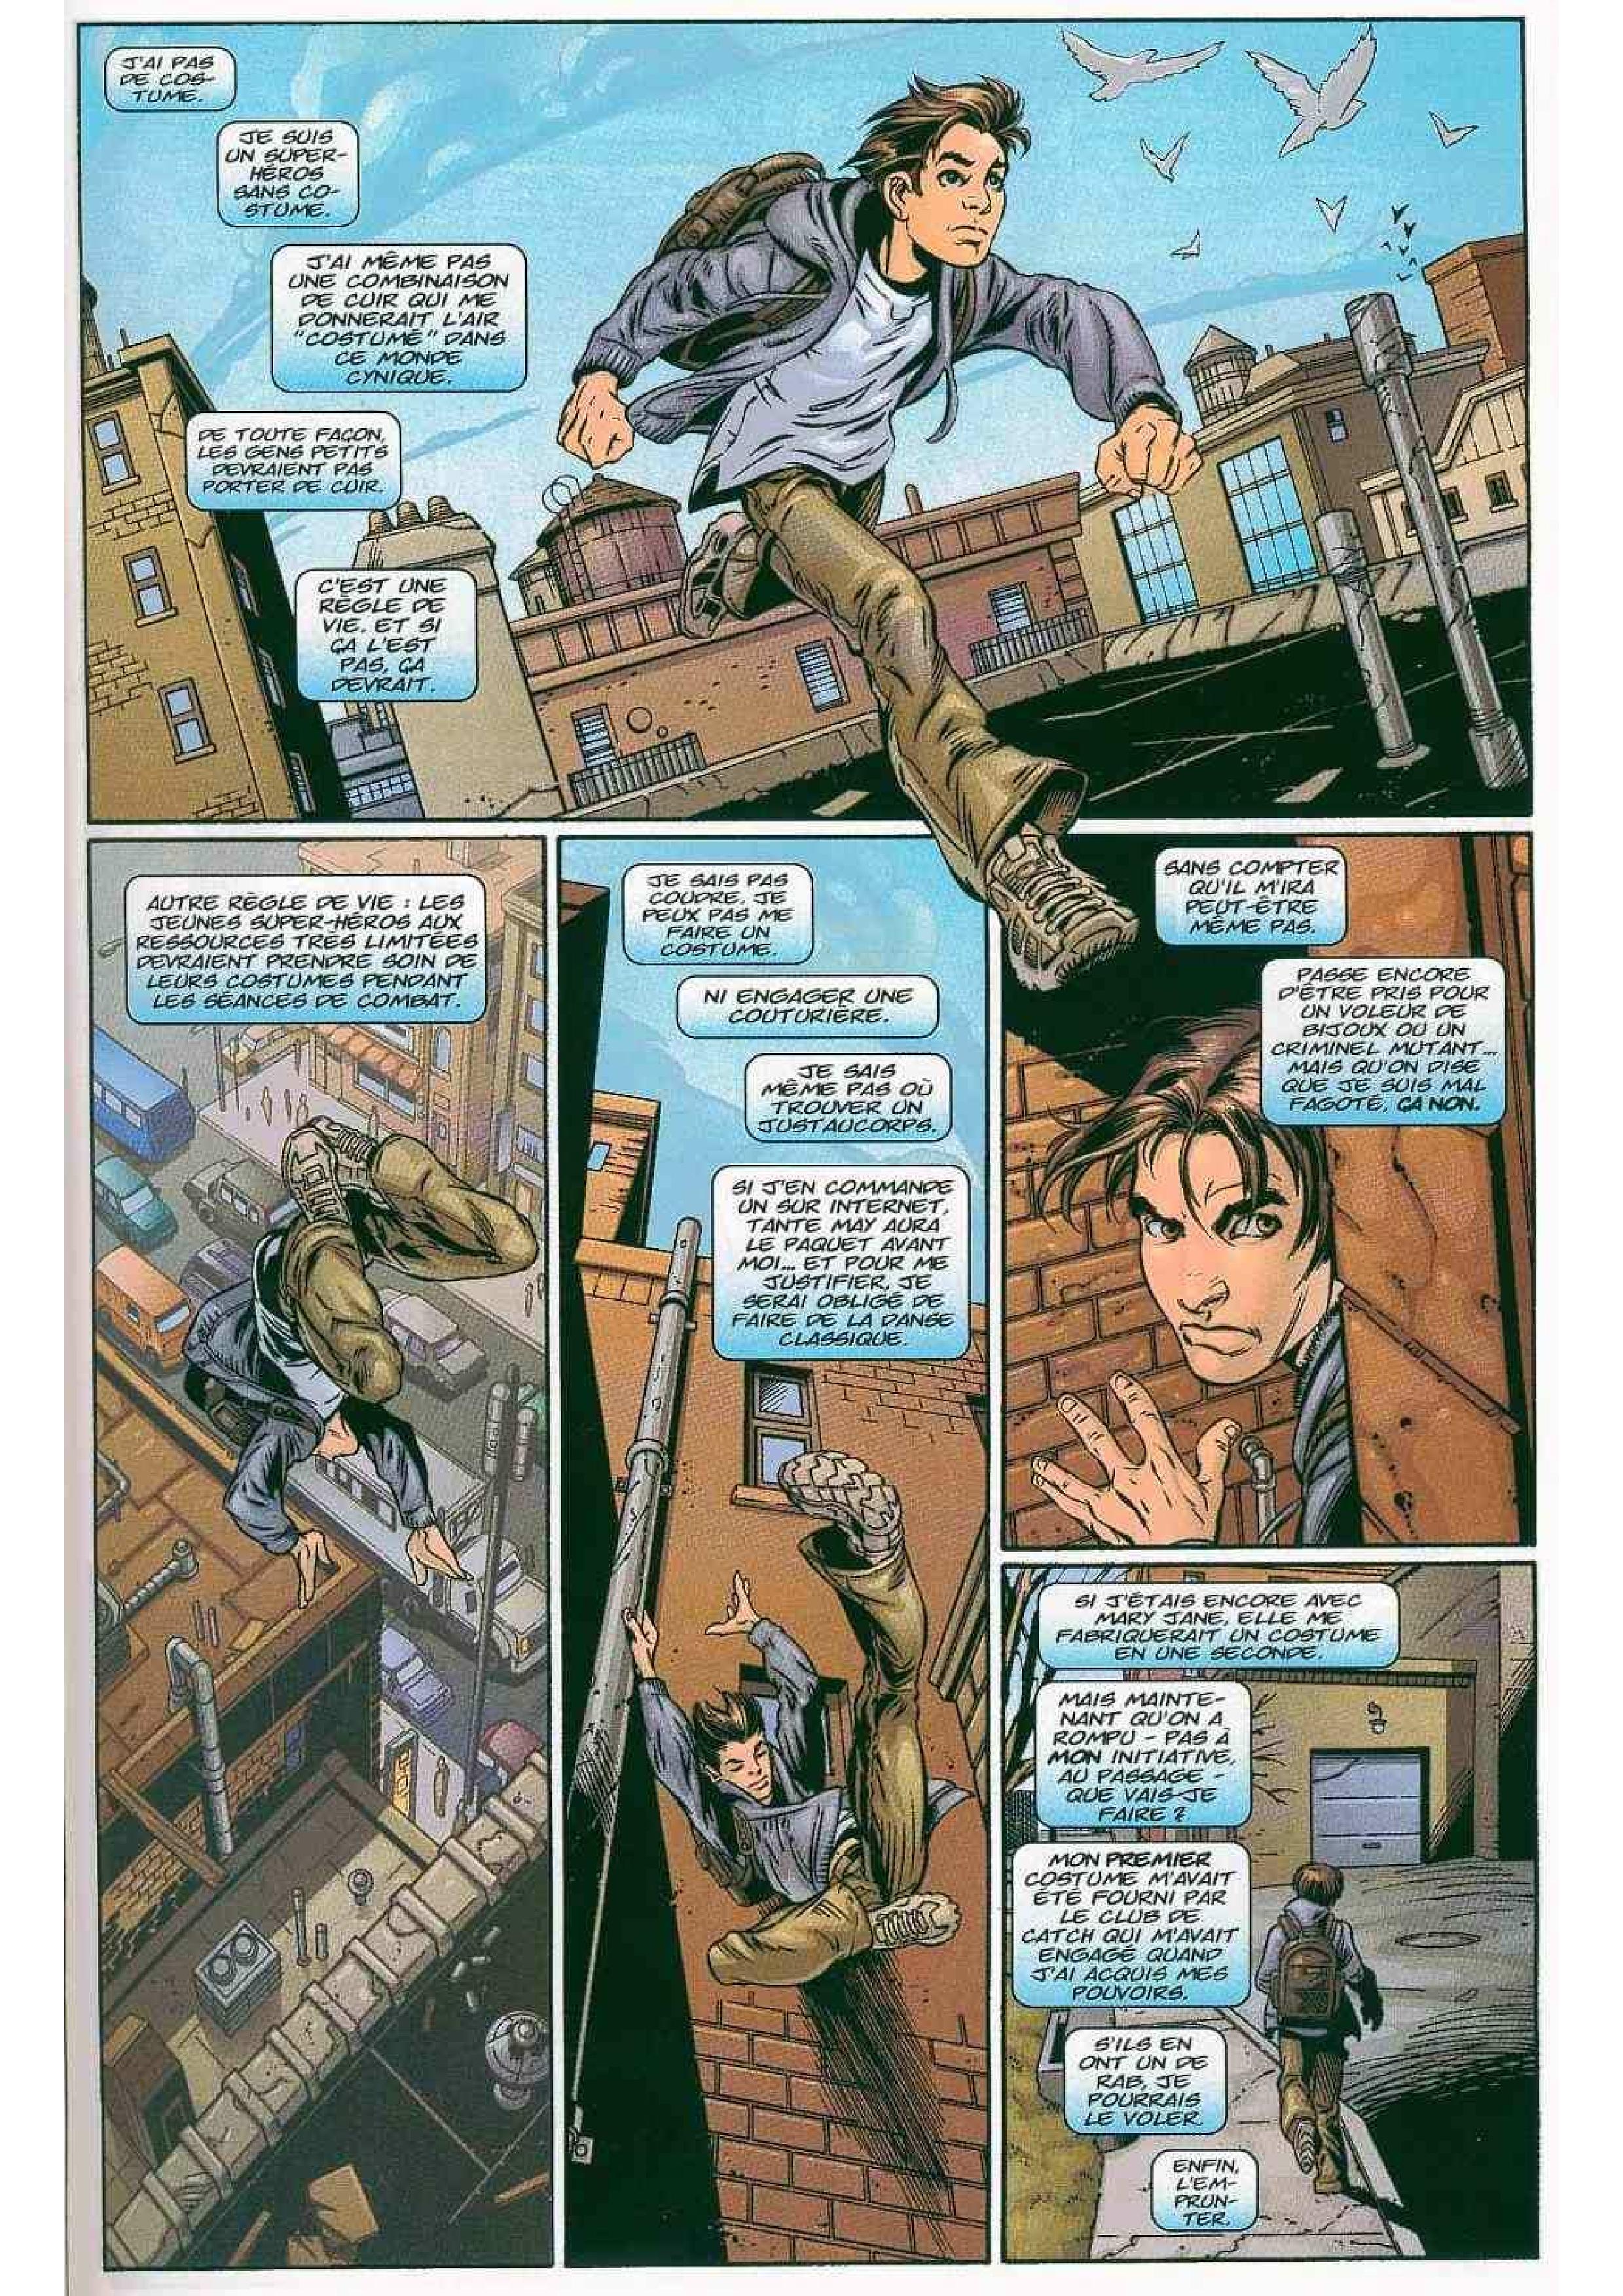 J'AI PAS
DE COS-
TUME.
JE SUIS
UN SUPER-
HÉROS
SANS CO-
STUME.
J'AI MÊME PAS
UNE COMBINAISON
DE CUIR QUI ME
DONNERAIT L'AIR
"COSTUMÉ" DANS
CE MONDE
CYNIQUE.
DE TOUTE FAÇON,
LES GENS PETITS
DEVRAIENT PAS
PORTER DE CUIR.
C'EST UNE
RÈGLE DE
VIE. ET SI
ÇA L'EST
PAS, ÇA
DEVRAIT.
AUTRE RÈGLE DE VIE : LES
JEUNES SUPER-HÉROS AUX
RESSOURCES TRÈS LIMITÉES
DEVRAIENT PRENDRE SOIN DE
LEURS COSTUMES PENDANT
LES SÉANCES DE COMBAT.
JE SAIS PAS
COUDRE. JE
PEUX PAS ME
FAIRE UN
COSTUME.
NI ENGAGER UNE
COUTURIÈRE.
JE SAIS
MÊME PAS OÙ
TROUVER UN
JUSTAUCORPS.
SI J'EN COMMANDE
UN SUR INTERNET,
TANTE MAY AURA
LE PAQUET AVANT
MOI... ET POUR ME
JUSTIFIER, JE
SERAI OBLIGÉ DE
FAIRE DE LA DANSE
CLASSIQUE.
SANS COMPTER
QU'IL M'IRA
PEUT-ÊTRE
MÊME PAS.
PASSE ENCORE
D'ÊTRE PRIS POUR
UN VOLEUR DE
BIJOUX OU UN
CRIMINEL MUTANT...
MAIS QU'ON DISE
QUE JE SUIS MAL
FAGOTÉ, ÇA NON.
SI J'ÉTAIS ENCORE AVEC
MARY JANE, ELLE ME
FABRIQUERAIT UN COSTUME
EN UNE SECONDE.
MAIS MAINTE-
NANT QU'ON A
ROMPU - PAS À
MON INITIATIVE,
AU PASSAGE -
QUE VAIS-JE
FAIRE ?
MON PREMIER
COSTUME M'AVAIT
ÉTÉ FOURNI PAR
LE CLUB DE
CATCH QUI M'AVAIT
ENGAGÉ QUAND
J'AI ACQUIS MES
POUVOIRS.
S'ILS EN
ONT UN DE
RAB, JE
POURRAIS
LE VOLER.
ENFIN,
L'EM-
PRUN-
TER.